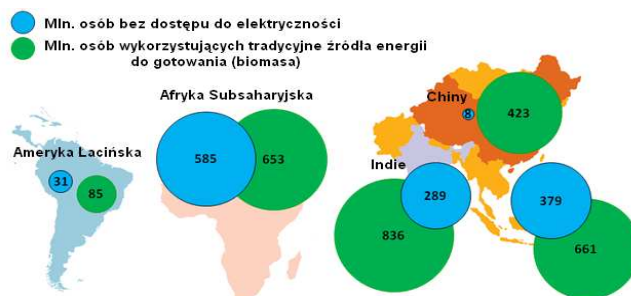 Mln. osób bez dostępu do elektryczności
Mln. osób wykorzystujących tradycyjne źródła energii
do gotowania (biomasa)
Afryka Subsaharyjska
Chiny
8
423
585
653
Ameryka Lacińska
31
85
Indie
289
379
836
661